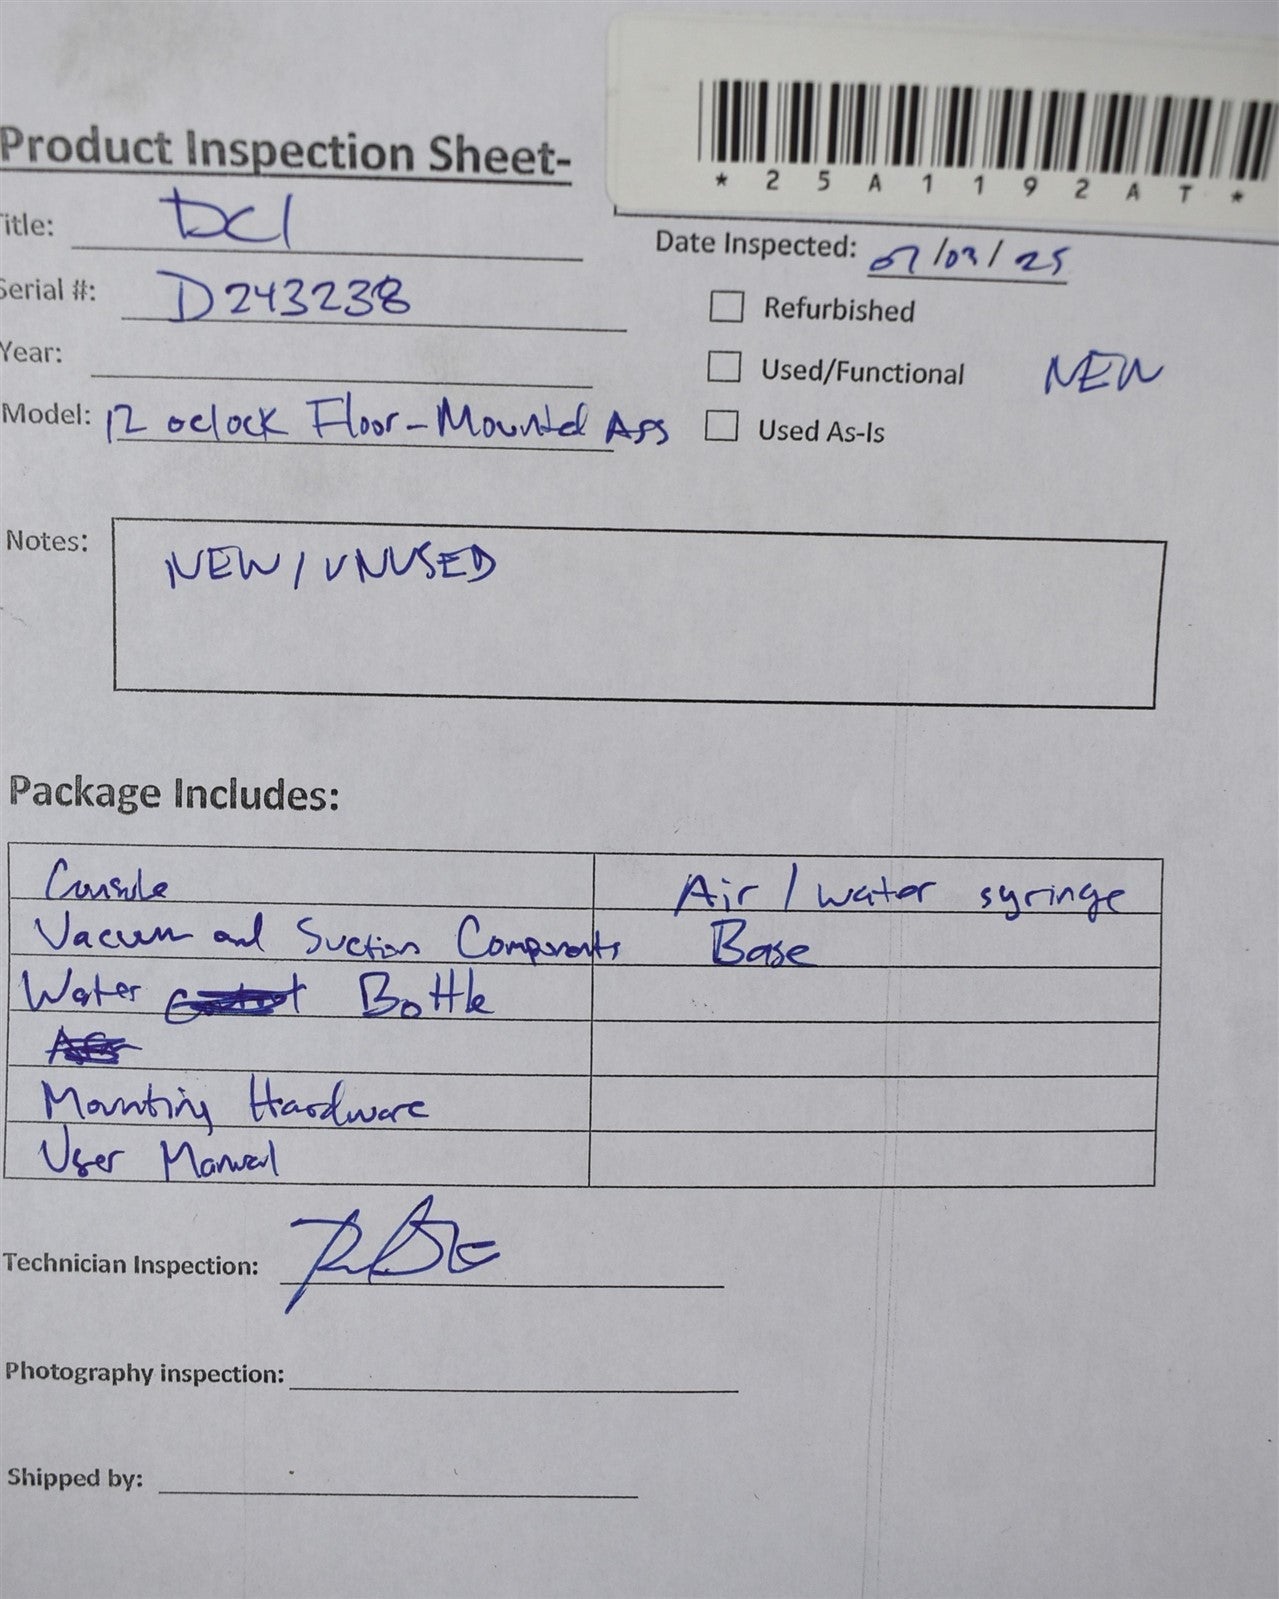 *25A1192AT*
Product Inspection Sheet-
itle: DCI
Serial #: D243238
Year:
Model: 12 oclock Floor-Mounted Ass
Date Inspected: 07/03/25
Refurbished
Used/Functional NEW
Used As-Is
Notes: NEW/UNUSED
Package Includes:
Console
Air / water syringe
Vacuum and Suction Components
Base
Water Bottle
Mounting Hardware
User Manual
Technician Inspection:
Photography inspection:
Shipped by: